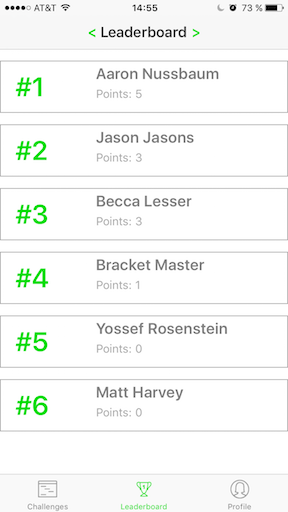 AT&T 14:55 73 %
< Leaderboard >
#1
Aaron Nussbaum
Points: 5
#2
Jason Jasons
Points: 3
#3
Becca Lesser
Points: 3
#4
Bracket Master
Points: 1
#5
Yossef Rosenstein
Points: 0
#6
Matt Harvey
Points: 0
Challenges Leaderboard Profile